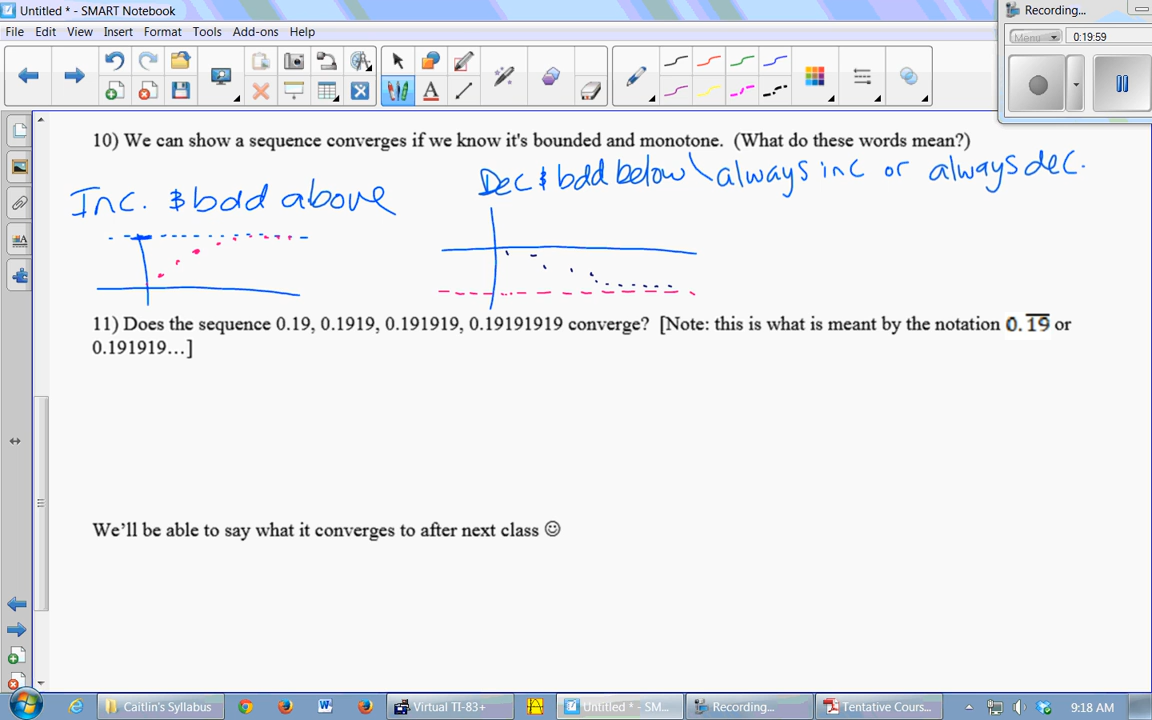 Untitled * - SMART Notebook
Recording...
File Edit View Insert Format Tools Add-ons Help
Menu
0:19:59
10) We can show a sequence converges if we know it's bounded and monotone. (What do these words mean?)
Dec & bdd below \ always inc or always dec.
Inc. & bdd above
11) Does the sequence 0.19, 0.1919, 0.191919, 0.19191919 converge? [Note: this is what is meant by the notation 0.1̅9̅ or
0.191919…]
We'll be able to say what it converges to after next class ☺
Caitlin's Syllabus
Virtual TI-83+
Untitled * - SM...
Recording...
Tentative Cours...
9:18 AM